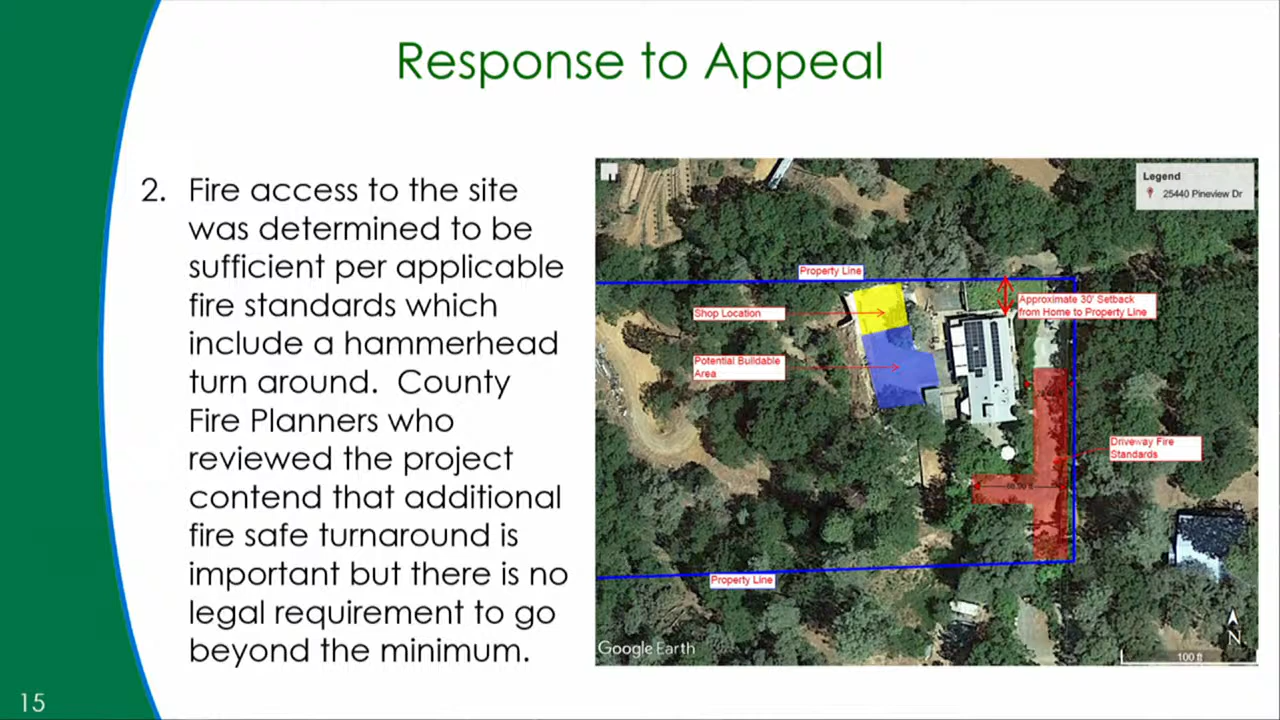 Response to Appeal
2. Fire access to the site
was determined to be
sufficient per applicable
fire standards which
include a hammerhead
turn around. County
Fire Planners who
reviewed the project
contend that additional
fire safe turnaround is
important but there is no
legal requirement to go
beyond the minimum.
Legend
25440 Pineview Dr
Property Line
Approximate 30' Setback
from Home to Property Line
Shop Location
Potential Buildable
Area
Driveway Fire
Standards
Property Line
N
Google Earth
100 ft
15